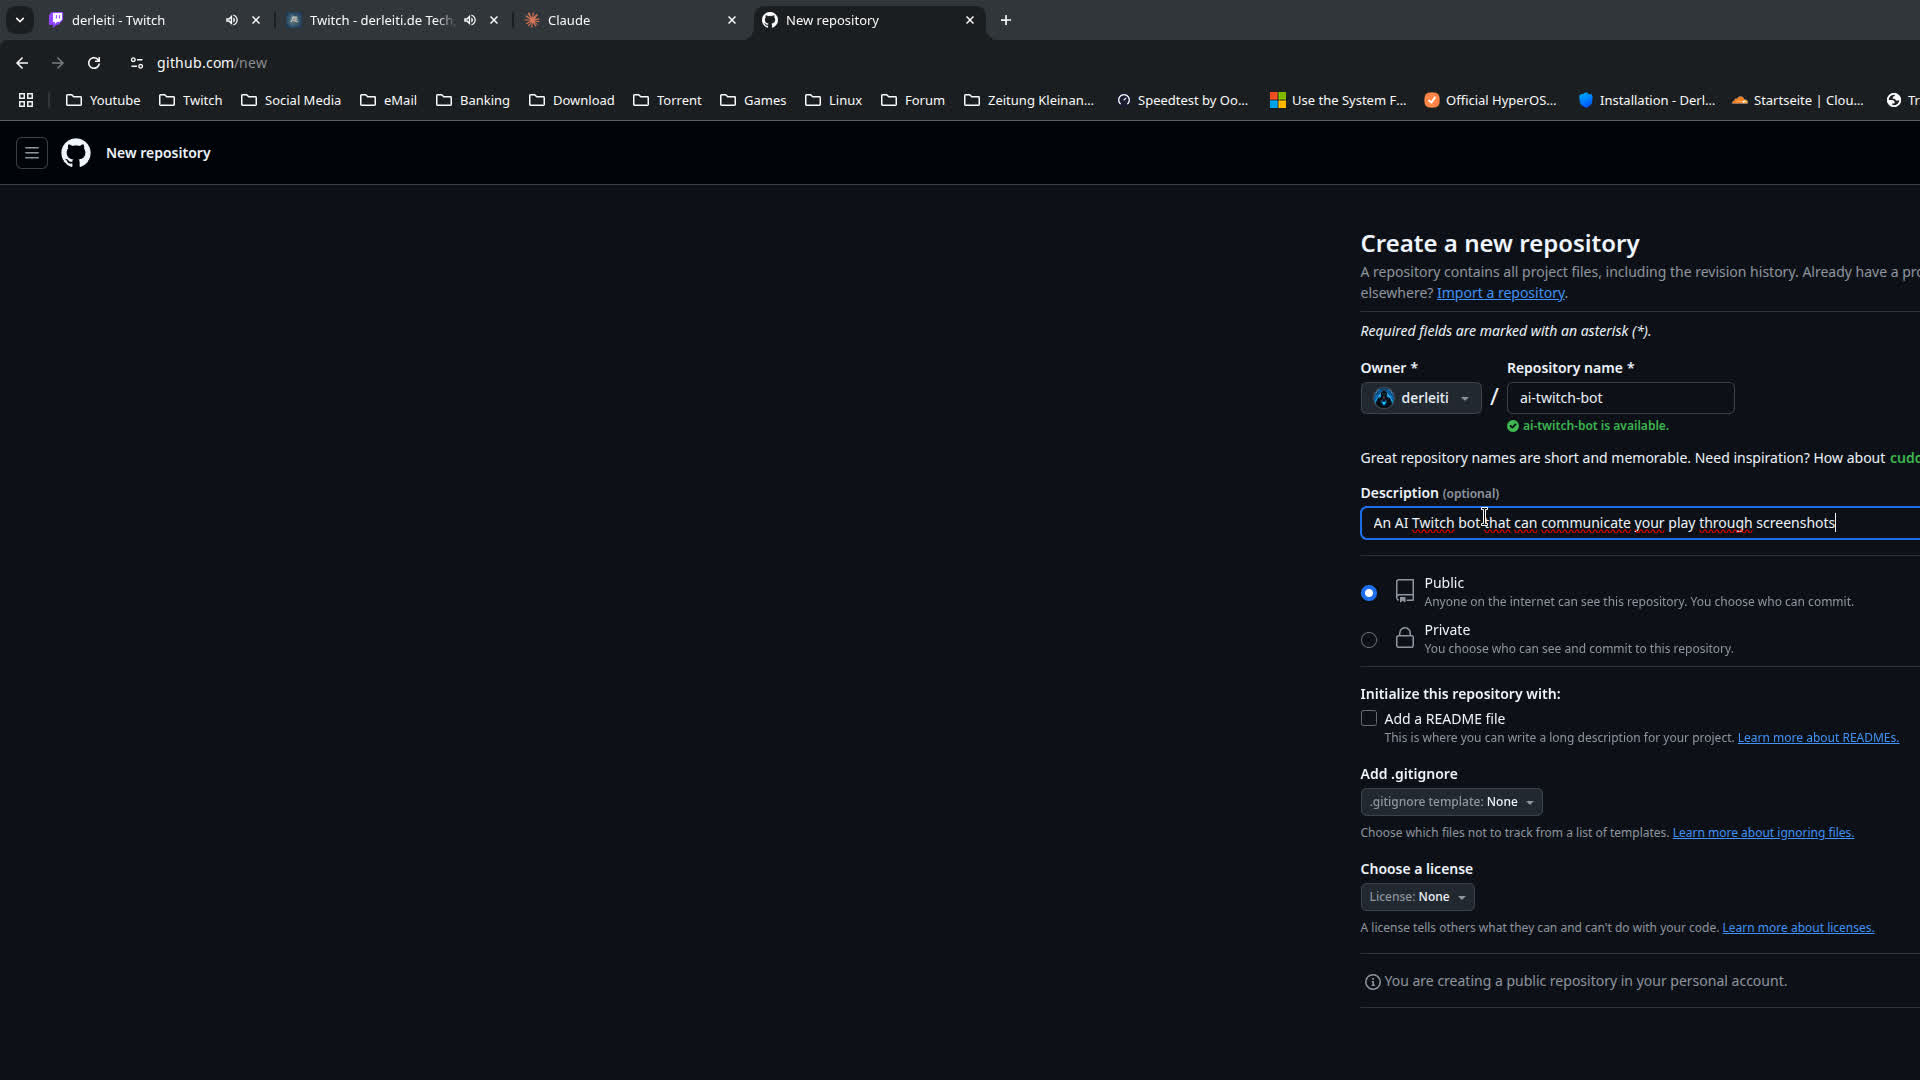 derleiti - Twitch
Twitch - derleiti.de Tech
Claude
New repository
github.com/new
Youtube
Twitch
Social Media
eMail
Banking
Download
Torrent
Games
Linux
Forum
Zeitung Kleinan...
Speedtest by Oo...
Use the System F...
Official HyperOS...
Installation - Derl...
Startseite | Clou...
Tr
New repository
Create a new repository
A repository contains all project files, including the revision history. Already have a pro
elsewhere? Import a repository.
Required fields are marked with an asterisk (*).
Owner *
Repository name *
derleiti
/
ai-twitch-bot
ai-twitch-bot is available.
Great repository names are short and memorable. Need inspiration? How about cudd
Description (optional)
An AI Twitch bot that can communicate your play through screenshots
Public
Anyone on the internet can see this repository. You choose who can commit.
Private
You choose who can see and commit to this repository.
Initialize this repository with:
Add a README file
This is where you can write a long description for your project. Learn more about READMEs.
Add .gitignore
.gitignore template: None
Choose which files not to track from a list of templates. Learn more about ignoring files.
Choose a license
License: None
A license tells others what they can and can't do with your code. Learn more about licenses.
You are creating a public repository in your personal account.